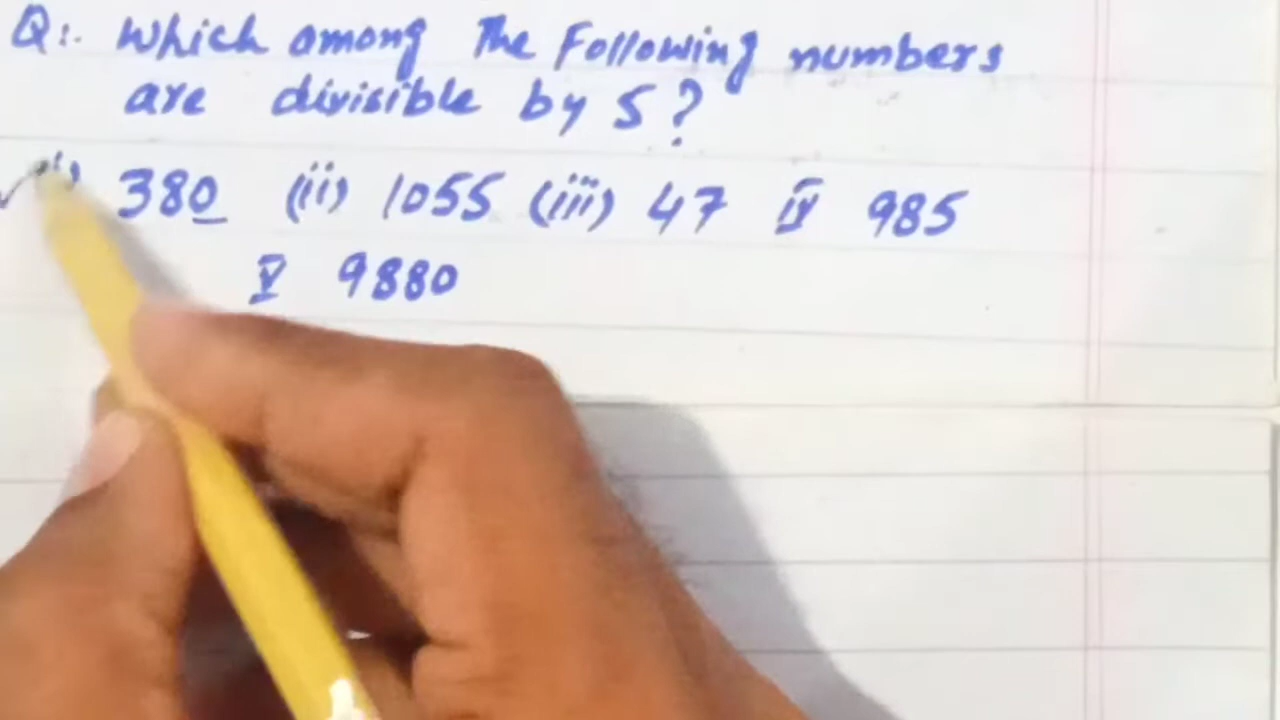 Q:. Which among The Following numbers
are divisible by 5?
(i) 380 (ii) 1055 (iii) 47 IV 985
V 9880